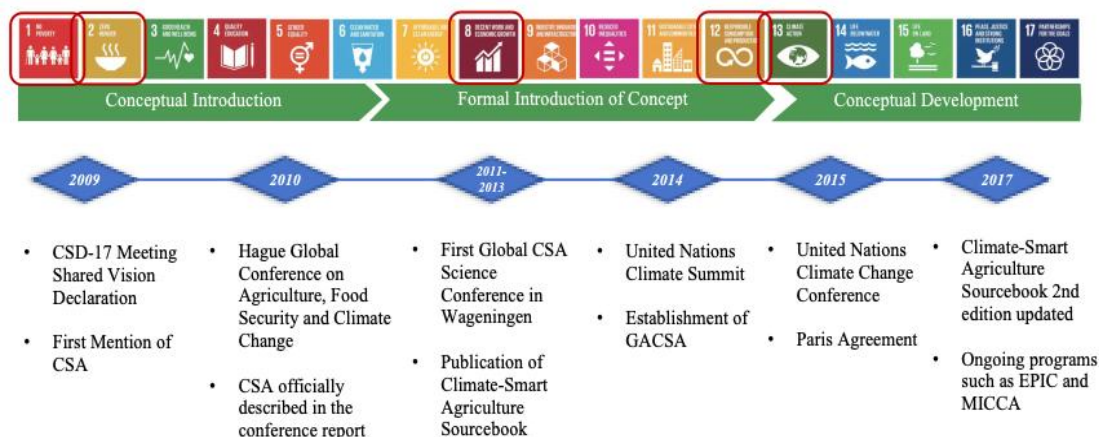 1 NO
POVERTY
2 ZERO
HUNGER
3 GOOD HEALTH
AND WELL-BEING
4 QUALITY
EDUCATION
5 GENDER
EQUALITY
6 CLEAN WATER
AND SANITATION
7 AFFORDABLE AND
CLEAN ENERGY
8 DECENT WORK AND
ECONOMIC GROWTH
9 INDUSTRY, INNOVATION
AND INFRASTRUCTURE
10 REDUCED
INEQUALITIES
11 SUSTAINABLE CITIES
AND COMMUNITIES
12 RESPONSIBLE
CONSUMPTION
AND PRODUCTION
13 CLIMATE
ACTION
14 LIFE
BELOW WATER
15 LIFE
ON LAND
16 PEACE, JUSTICE
AND STRONG
INSTITUTIONS
17 PARTNERSHIPS
FOR THE GOALS
Conceptual Introduction
Formal Introduction of Concept
Conceptual Development
2009
2010
2011-
2013
2014
2015
2017
• CSD-17 Meeting
Shared Vision
Declaration
• First Mention of
CSA
• Hague Global
Conference on
Agriculture, Food
Security and Climate
Change
• CSA officially
described in the
conference report
• First Global CSA
Science
Conference in
Wageningen
• Publication of
Climate-Smart
Agriculture
Sourcebook
• United Nations
Climate Summit
• Establishment of
GACSA
• United Nations
Climate Change
Conference
• Paris Agreement
• Climate-Smart
Agriculture
Sourcebook 2nd
edition updated
• Ongoing programs
such as EPIC and
MICCA